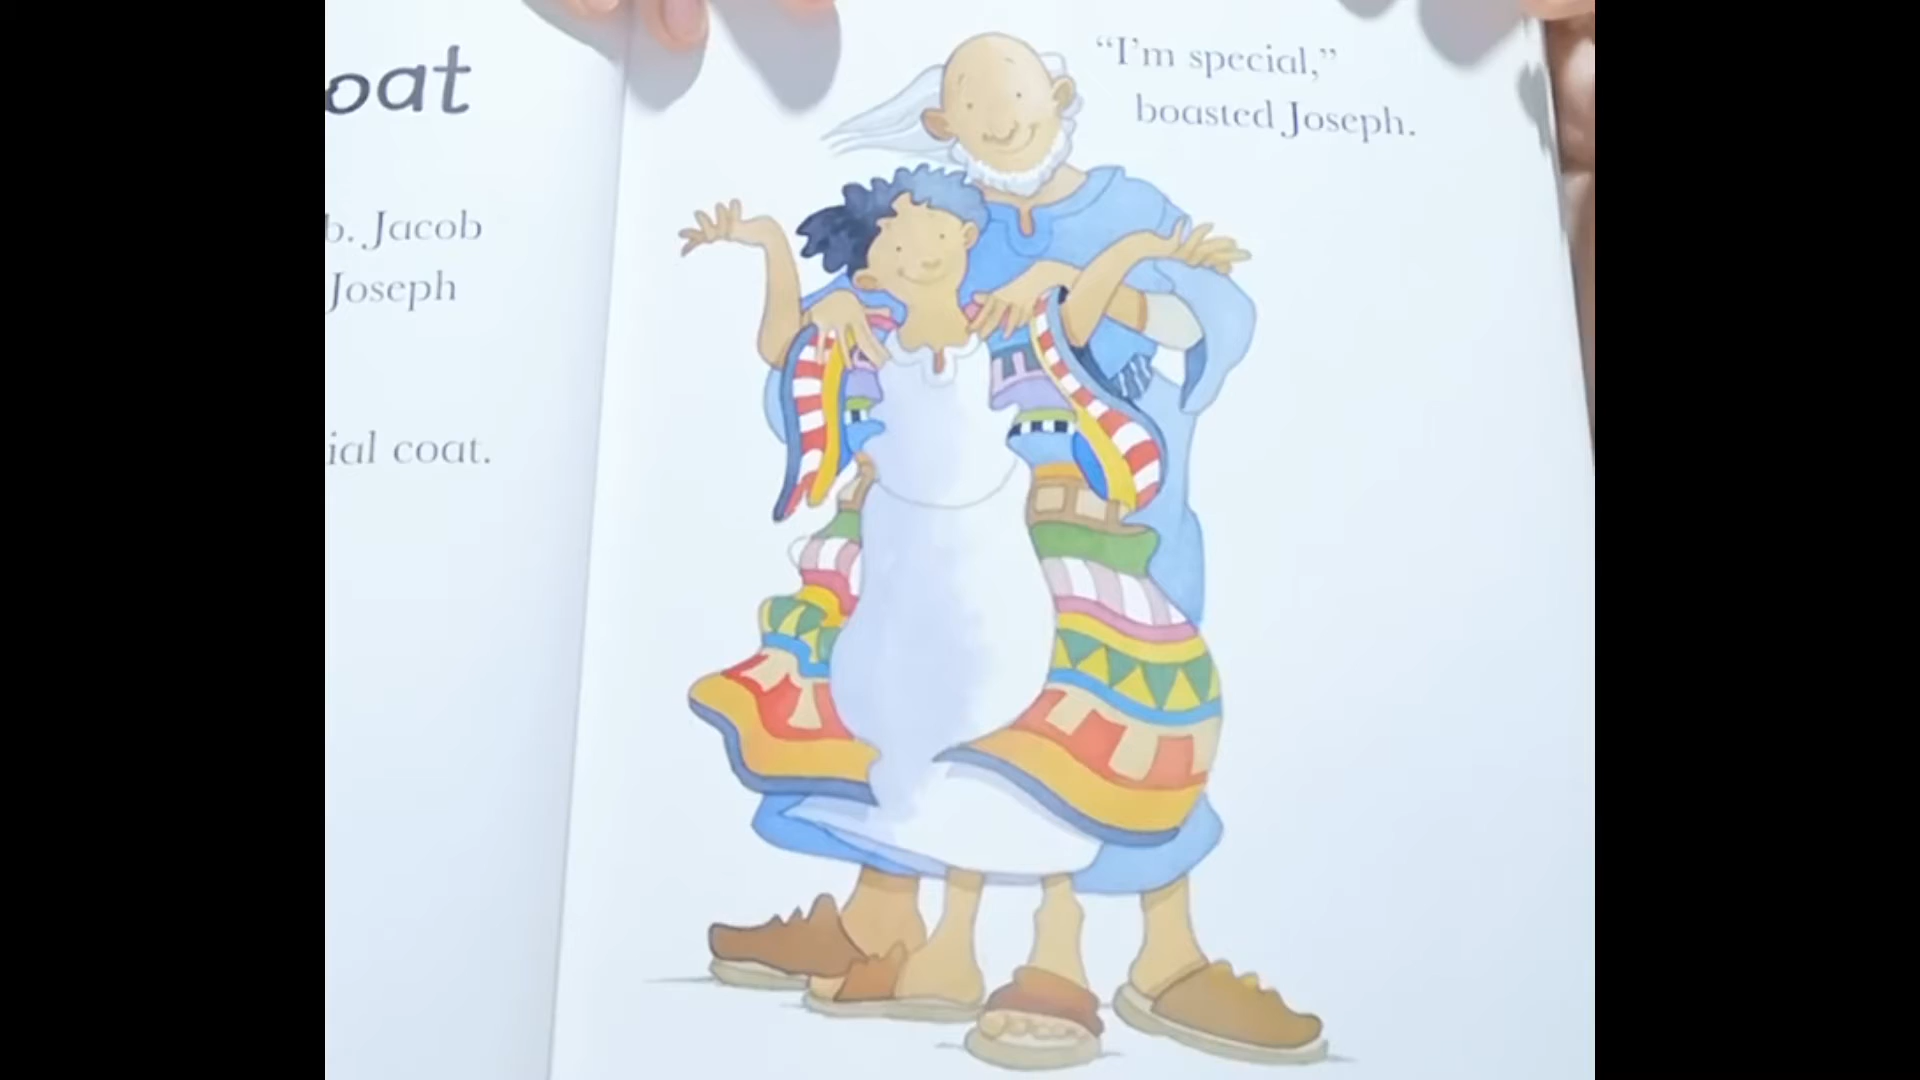 oat
b. Jacob
Joseph
ial coat.
“I’m special,”
boasted Joseph.